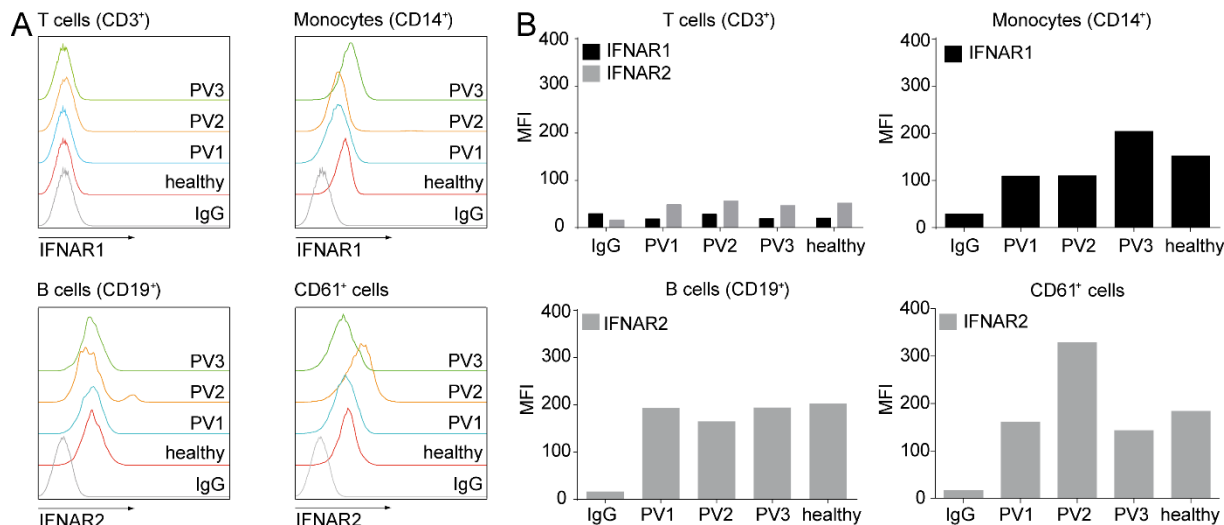 A
T cells (CD3⁺)
PV3
PV2
PV1
healthy
IgG
IFNAR1
Monocytes (CD14⁺)
PV3
PV2
PV1
healthy
IgG
IFNAR1
B cells (CD19⁺)
PV3
PV2
PV1
healthy
IgG
IFNAR2
CD61⁺ cells
PV3
PV2
PV1
healthy
IgG
IFNAR2
B
T cells (CD3⁺)
IFNAR1
IFNAR2
MFI
400
300
200
100
0
IgG PV1 PV2 PV3 healthy
Monocytes (CD14⁺)
IFNAR1
MFI
400
300
200
100
0
IgG PV1 PV2 PV3 healthy
B cells (CD19⁺)
IFNAR2
MFI
400
300
200
100
0
IgG PV1 PV2 PV3 healthy
CD61⁺ cells
IFNAR2
MFI
400
300
200
100
0
IgG PV1 PV2 PV3 healthy